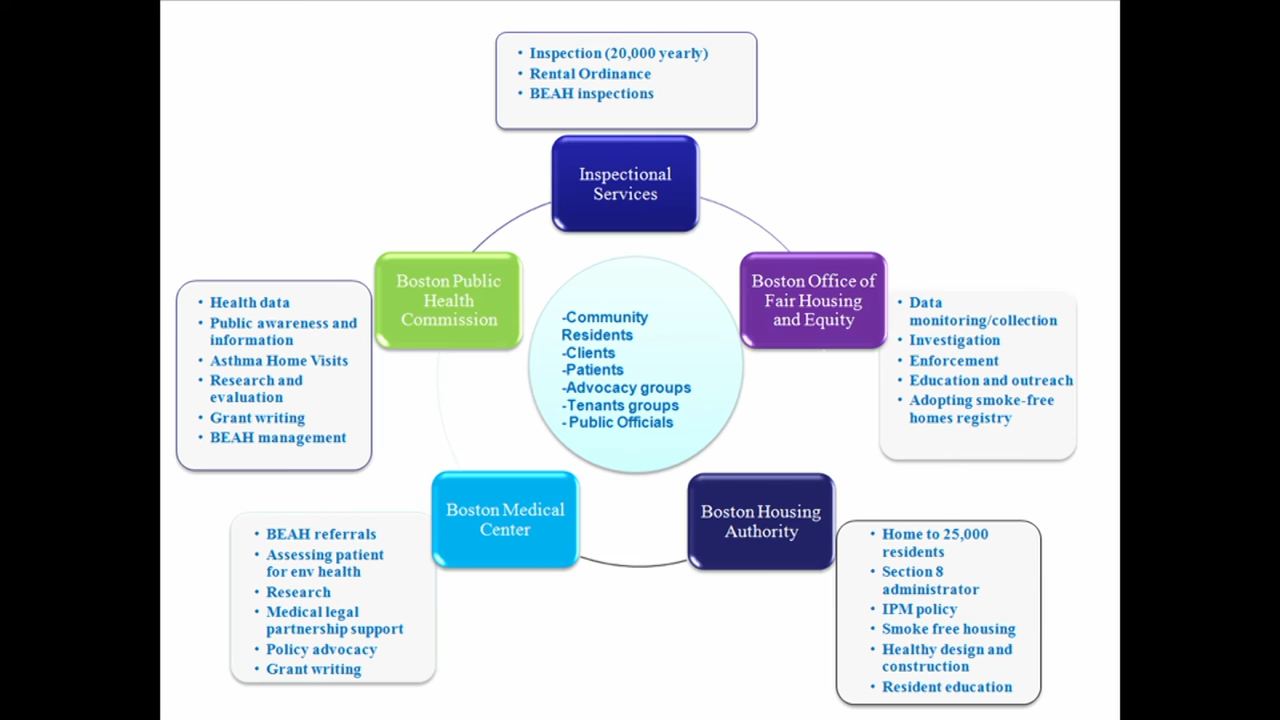 • Inspection (20,000 yearly)
• Rental Ordinance
• BEAH inspections
Inspectional
Services
Boston Public
Health
Commission
• Health data
• Public awareness and
information
• Asthma Home Visits
• Research and
evaluation
• Grant writing
• BEAH management
-Community
Residents
-Clients
-Patients
-Advocacy groups
-Tenants groups
- Public Officials
Boston Office of
Fair Housing
and Equity
• Data
monitoring/collection
• Investigation
• Enforcement
• Education and outreach
• Adopting smoke-free
homes registry
Boston Medical
Center
• BEAH referrals
• Assessing patient
for env health
• Research
• Medical legal
partnership support
• Policy advocacy
• Grant writing
Boston Housing
Authority
• Home to 25,000
residents
• Section 8
administrator
• IPM policy
• Smoke free housing
• Healthy design and
construction
• Resident education